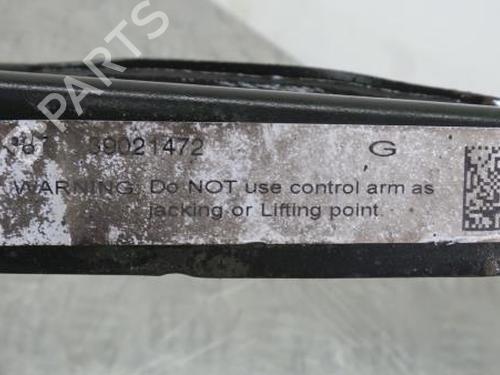 39021472 G
WARNING: Do NOT use control arm as
jacking or Lifting point.
B-PARTS